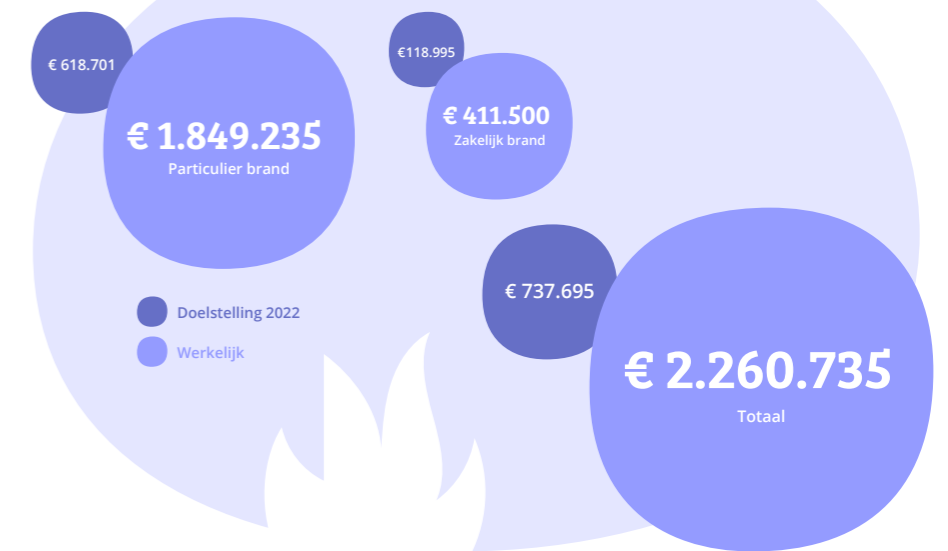 € 618.701
€ 1.849.235
Particulier brand
€118.995
€ 411.500
Zakelijk brand
€ 737.695
€ 2.260.735
Totaal
Doelstelling 2022
Werkelijk